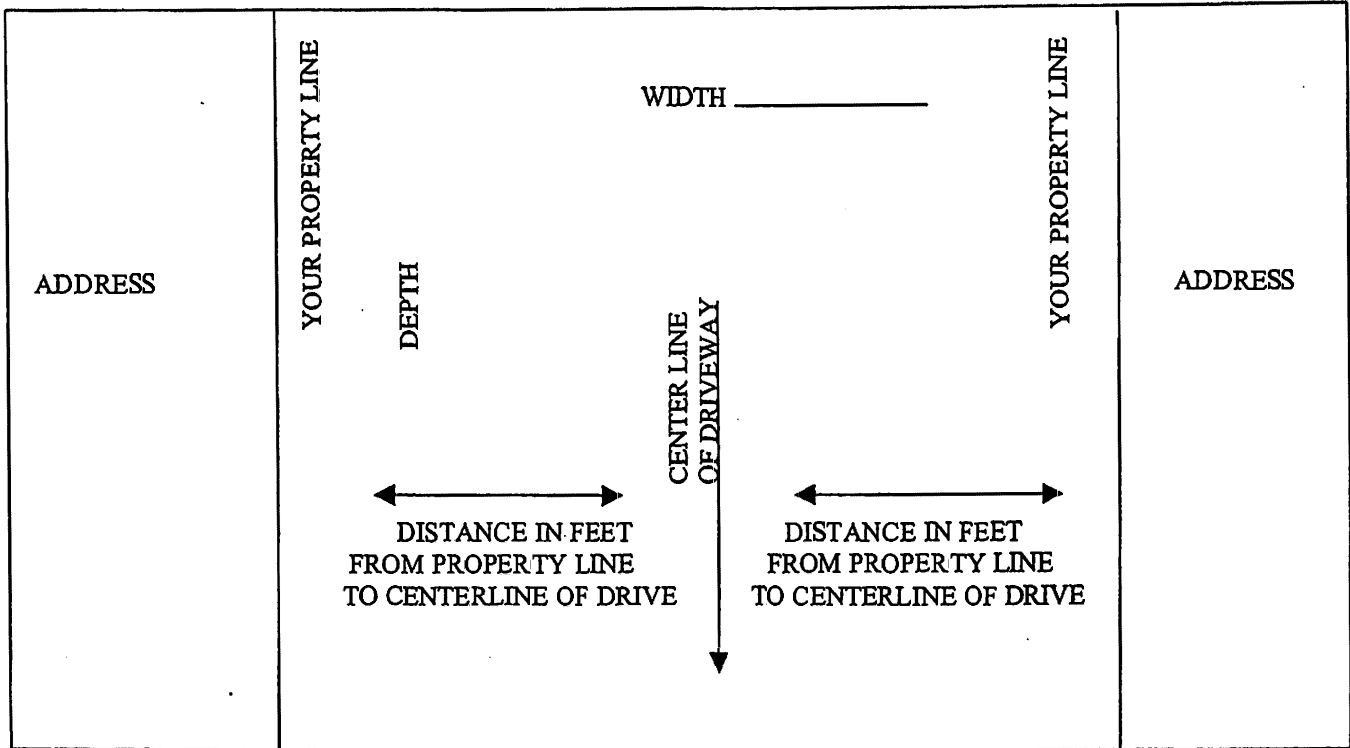 WIDTH
YOUR PROPERTY LINE
YOUR PROPERTY LINE
ADDRESS
DEPTH
ADDRESS
CENTER LINE
OF DRIVEWAY
DISTANCE IN FEET
FROM PROPERTY LINE
TO CENTERLINE OF DRIVE
DISTANCE IN FEET
FROM PROPERTY LINE
TO CENTERLINE OF DRIVE